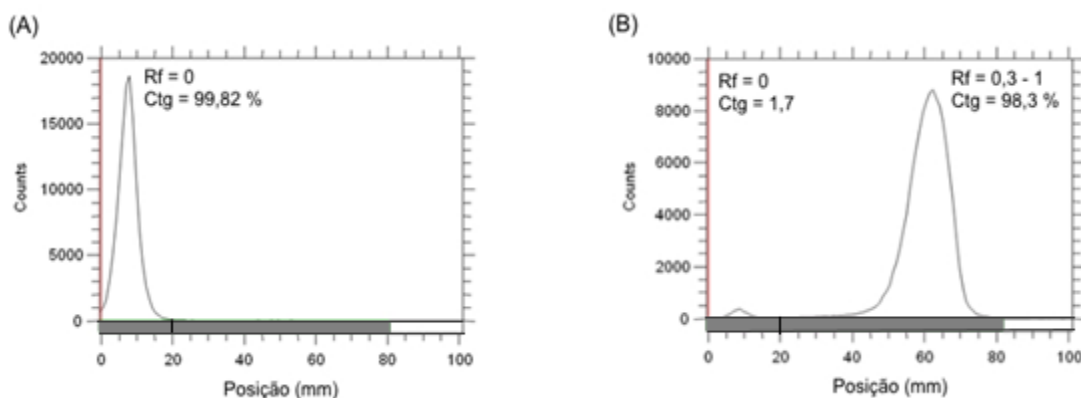 (A)
Rf = 0
Ctg = 99,82 %
20000
15000
10000
5000
0
Counts
0 20 40 60 80 100
Posição (mm)
(B)
Rf = 0
Ctg = 1,7
Rf = 0,3 - 1
Ctg = 98,3 %
10000
8000
6000
4000
2000
0
Counts
0 20 40 60 80 100
Posição (mm)